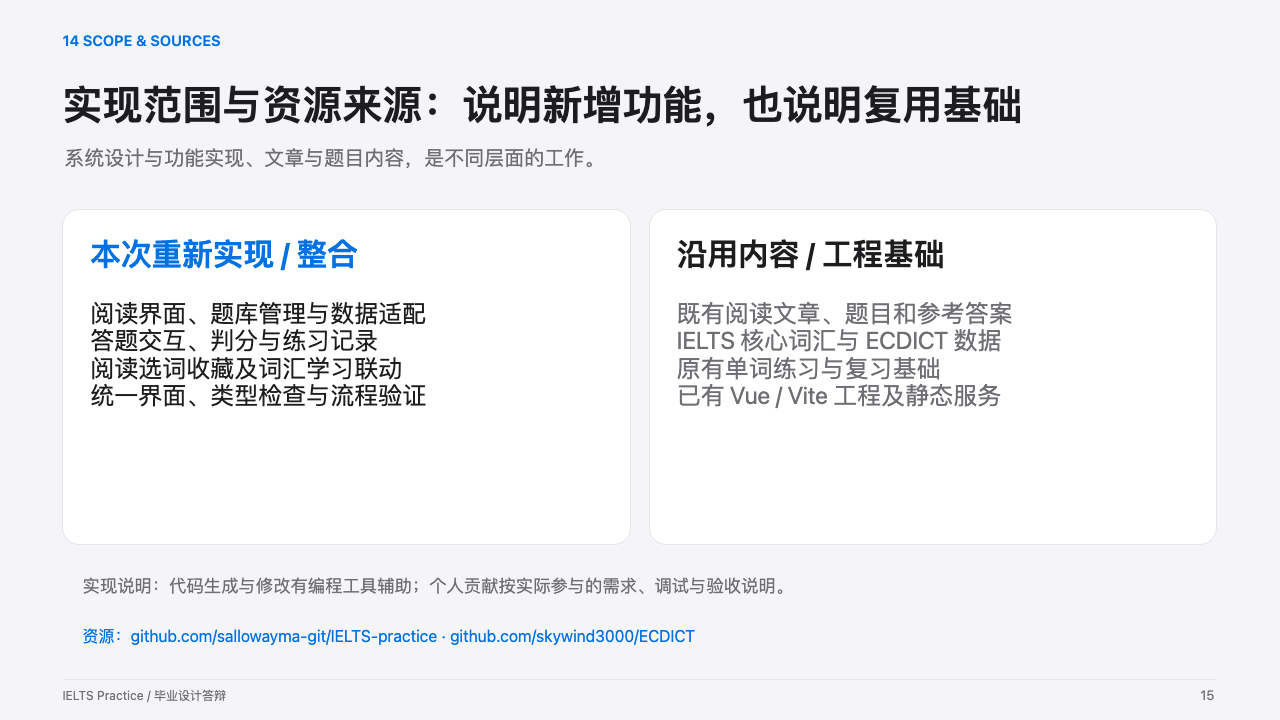 14 SCOPE & SOURCES
实现范围与资源来源：说明新增功能，也说明复用基础
系统设计与功能实现、文章与题目内容，是不同层面的工作。
本次重新实现 / 整合
阅读界面、题库管理与数据适配
答题交互、判分与练习记录
阅读选词收藏及词汇学习联动
统一界面、类型检查与流程验证
沿用内容 / 工程基础
既有阅读文章、题目和参考答案
IELTS 核心词汇与 ECDICT 数据
原有单词练习与复习基础
已有 Vue / Vite 工程及静态服务
实现说明：代码生成与修改有编程工具辅助；个人贡献按实际参与的需求、调试与验收说明。
资源：github.com/sallowayma-git/IELTS-practice · github.com/skywind3000/ECDICT
IELTS Practice / 毕业设计答辩
15